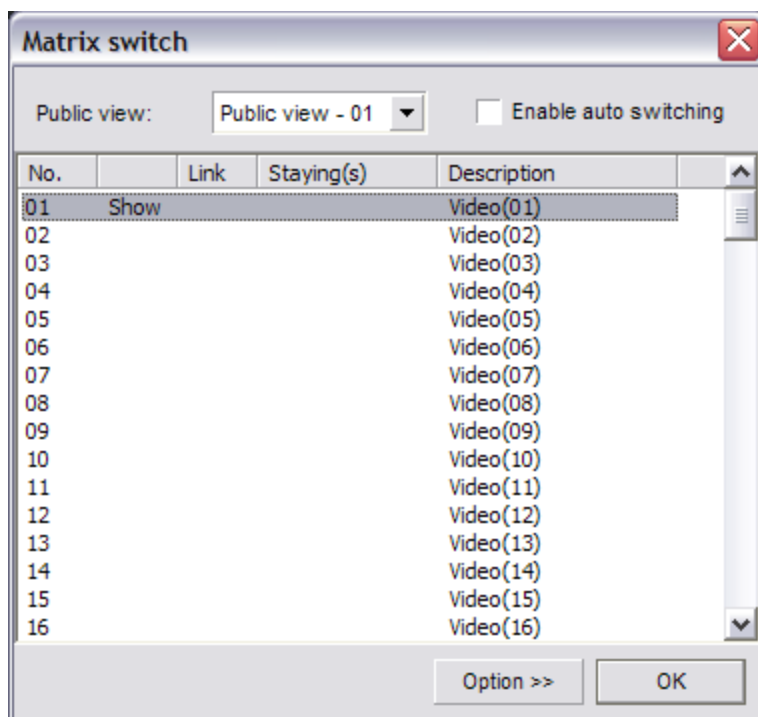 Matrix switch
Public view: Public view - 01 Enable auto switching
No. Link Staying(s) Description
01 Show Video(01)
02 Video(02)
03 Video(03)
04 Video(04)
05 Video(05)
06 Video(06)
07 Video(07)
08 Video(08)
09 Video(09)
10 Video(10)
11 Video(11)
12 Video(12)
13 Video(13)
14 Video(14)
15 Video(15)
16 Video(16)
Option >> OK